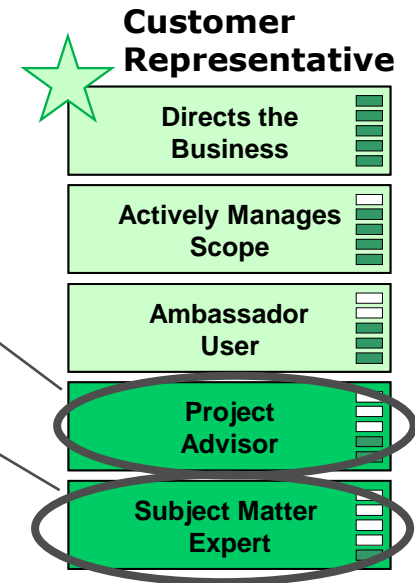 Customer
Representative
Directs the
Business
Actively Manages
Scope
Ambassador
User
Project
Advisor
Subject Matter
Expert